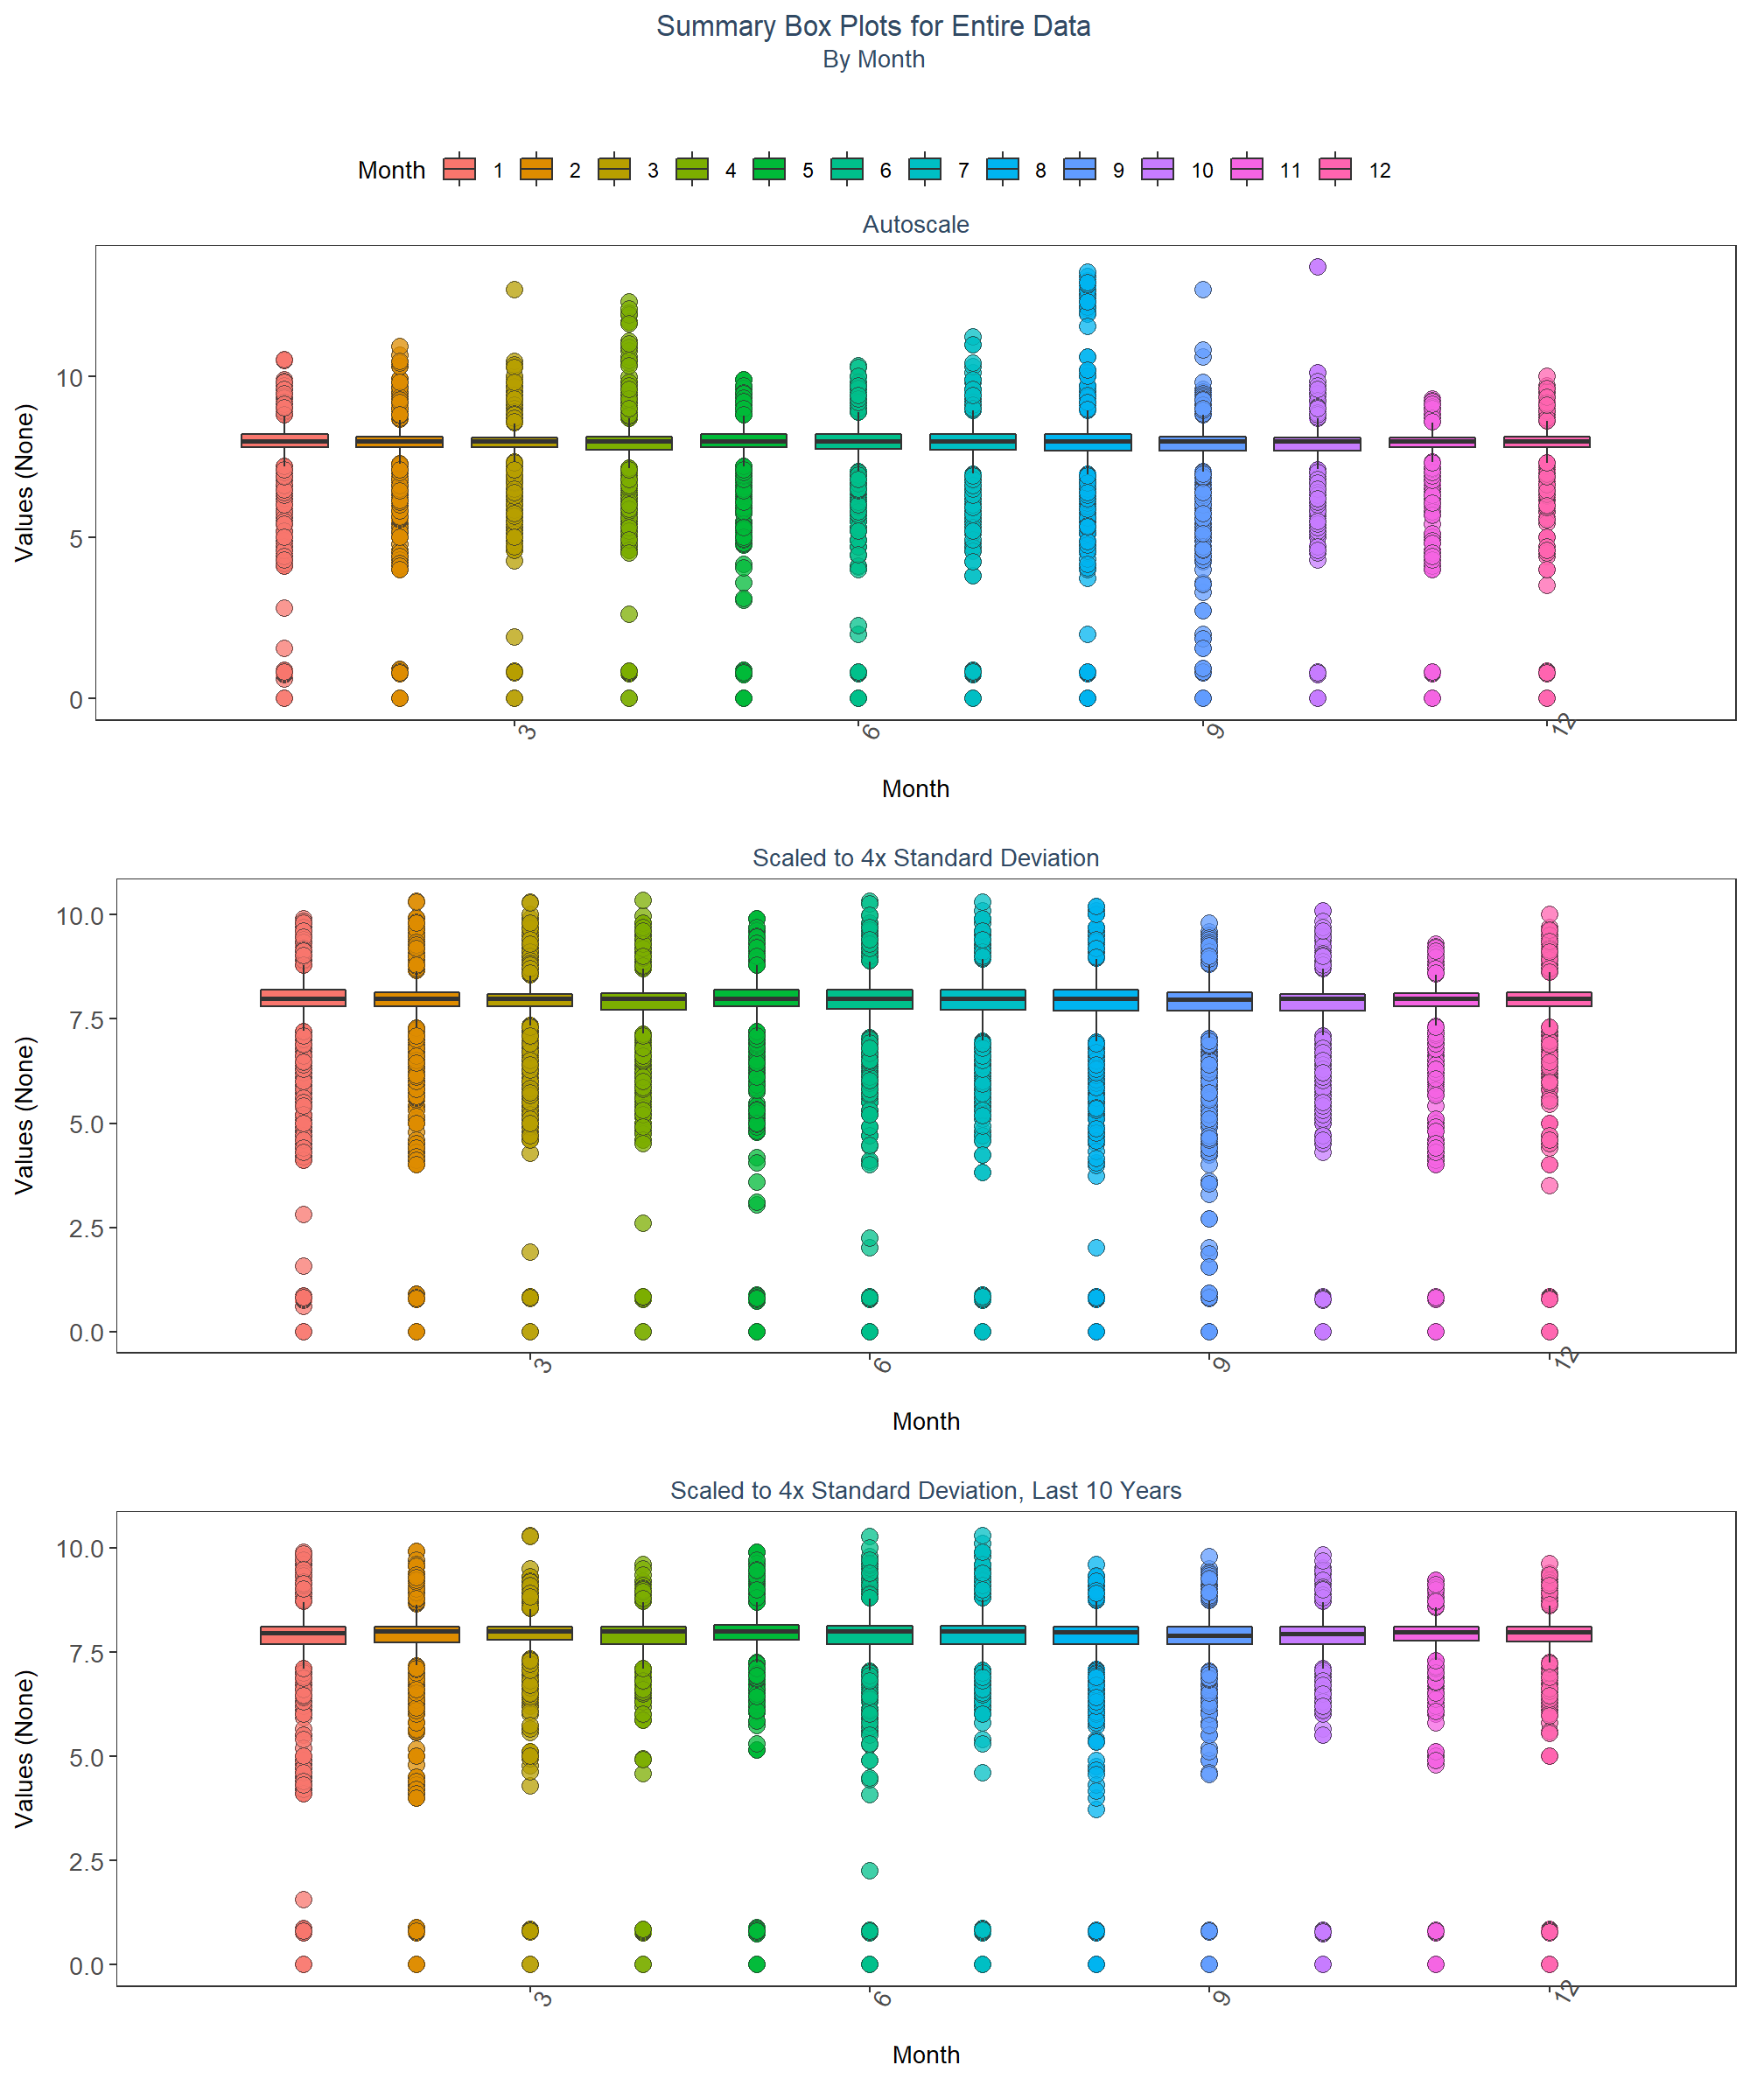 Summary Box Plots for Entire Data
By Month
Month 1 2 3 4 5 6 7 8 9 10 11 12
Autoscale
Values (None)
10
5
0
3 6 9 12
Month
Scaled to 4x Standard Deviation
Values (None)
10.0
7.5
5.0
2.5
0.0
3 6 9 12
Month
Scaled to 4x Standard Deviation, Last 10 Years
Values (None)
10.0
7.5
5.0
2.5
0.0
3 6 9 12
Month